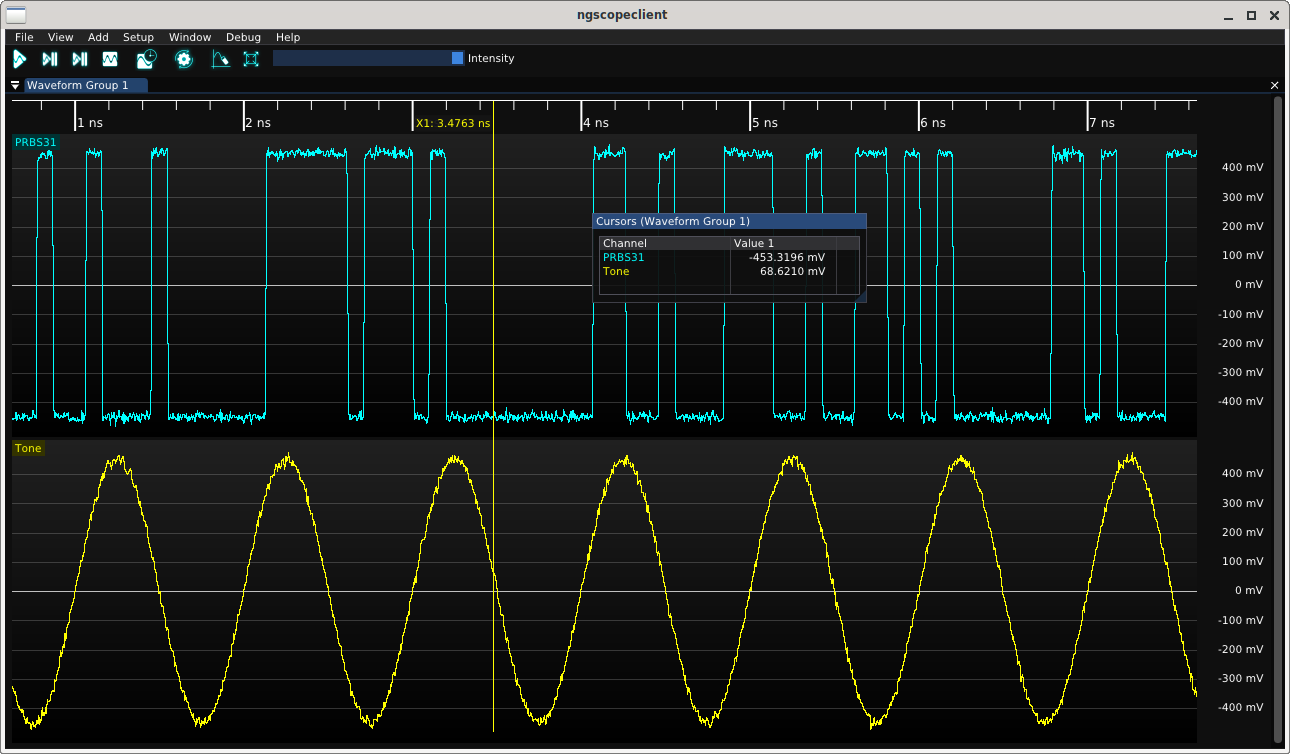 ngscopeclient
File View Add Setup Window Debug Help
Intensity
Waveform Group 1
1 ns 2 ns X1: 3.4763 ns 4 ns 5 ns 6 ns 7 ns
PRBS31
400 mV
300 mV
200 mV
100 mV
0 mV
-100 mV
-200 mV
-300 mV
-400 mV
Cursors (Waveform Group 1)
Channel Value 1
PRBS31 -453.3196 mV
Tone 68.6210 mV
Tone
400 mV
300 mV
200 mV
100 mV
0 mV
-100 mV
-200 mV
-300 mV
-400 mV